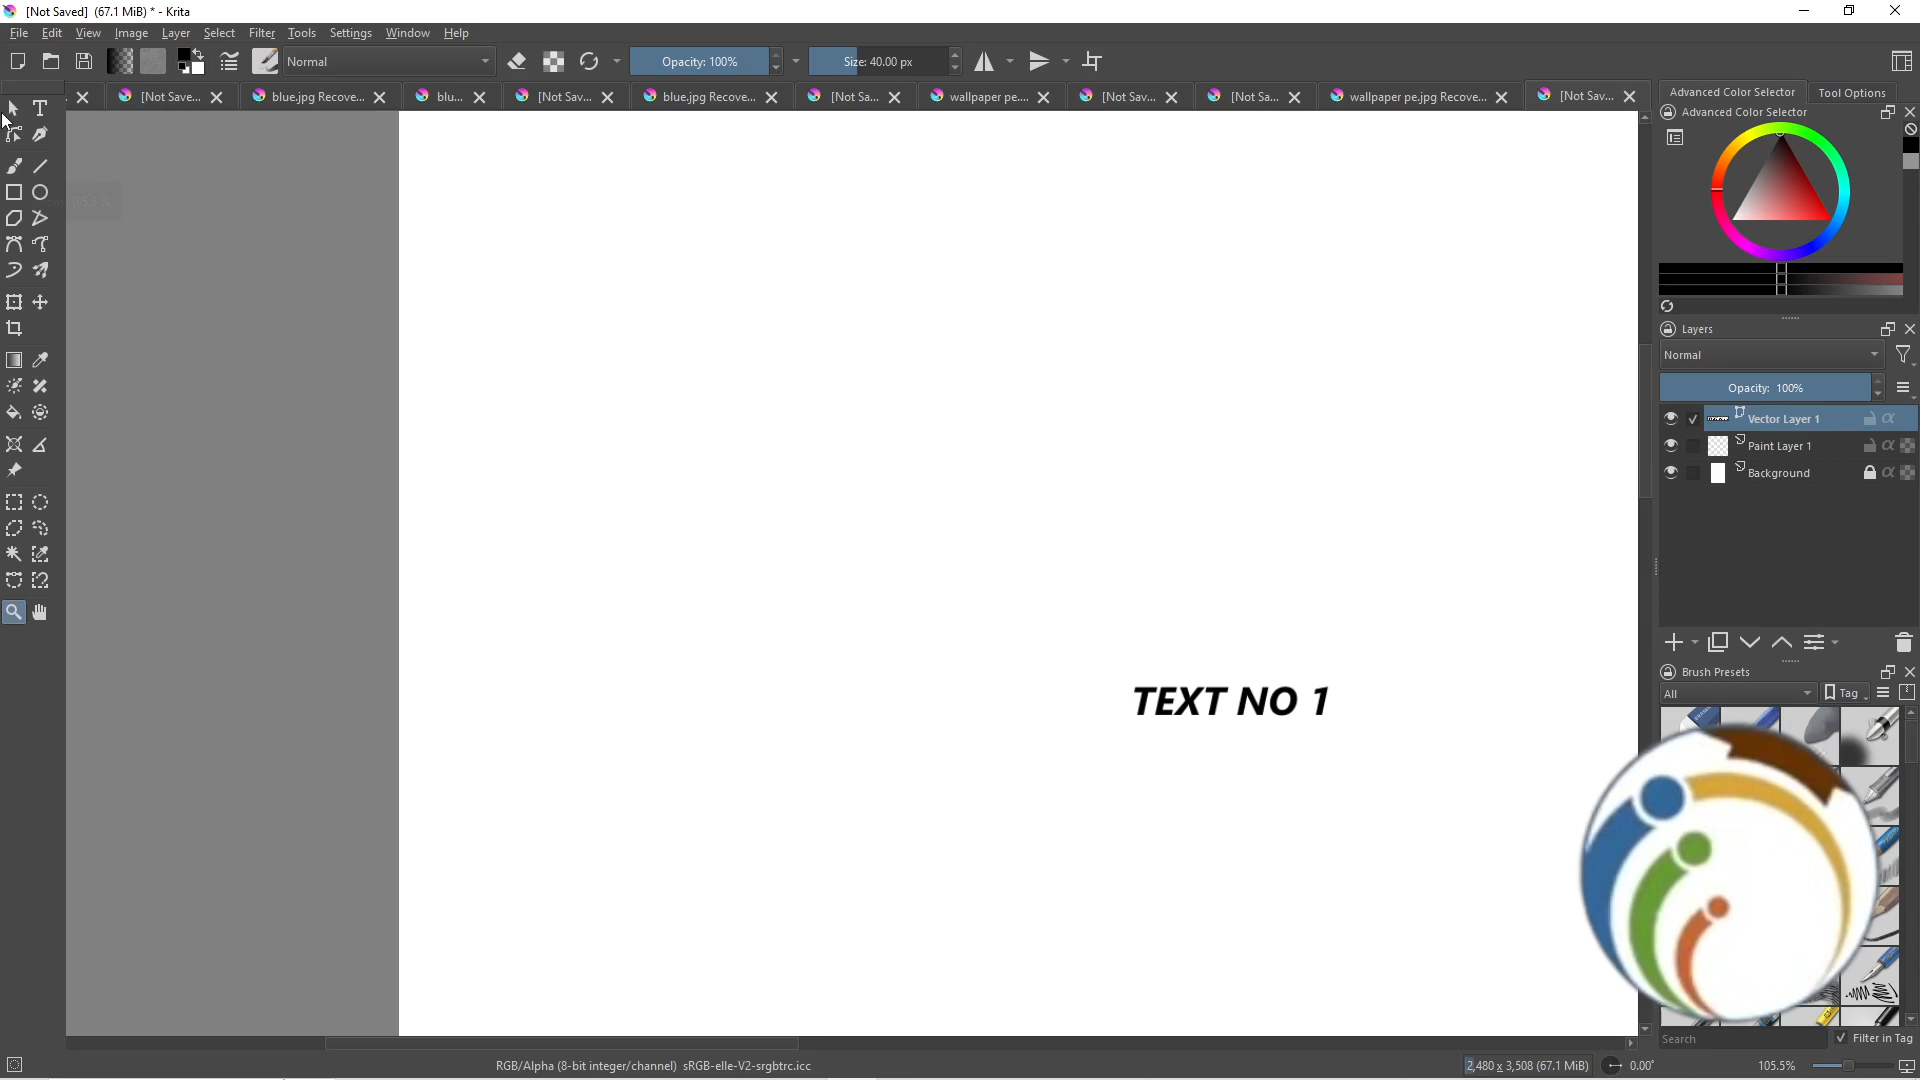 [Not Saved] (67.1 MiB) * - Krita
File Edit View Image Layer Select Filter Tools Settings Window Help
Normal
Opacity: 100%
Size: 40.00 px
[Not Save...
blue.jpg Recove...
blu...
[Not Sav...
blue.jpg Recove...
[Not Sa...
wallpaper pe....
[Not Sav...
[Not Sa...
wallpaper pe.jpg Recove...
[Not Sav...
Advanced Color Selector
Tool Options
Advanced Color Selector
Layers
Normal
Opacity: 100%
Vector Layer 1
Paint Layer 1
Background
TEXT NO 1
Brush Presets
All
Tag
Search
Filter in Tag
RGB/Alpha (8-bit integer/channel) sRGB-elle-V2-srgbtrc.icc
2,480 x 3,508 (67.1 MiB)
0.00°
105.5%